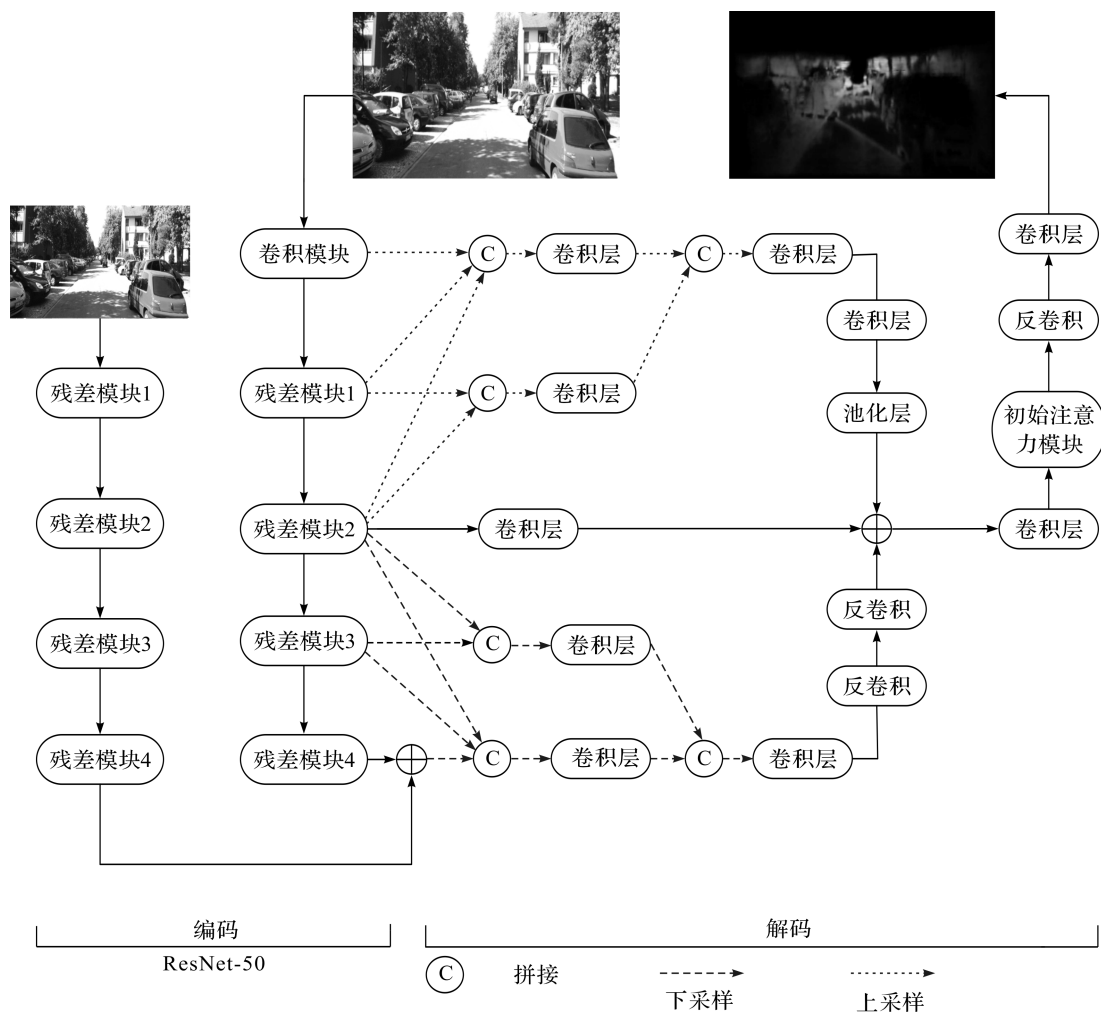 卷积层
卷积模块
C
卷积层
C
卷积层
卷积层
反卷积
残差模块1
残差模块1
C
卷积层
池化层
初始注意
力模块
残差模块2
残差模块2
卷积层
卷积层
反卷积
残差模块3
残差模块3
C
卷积层
反卷积
残差模块4
残差模块4
C
卷积层
C
卷积层
编码
解码
ResNet-50
C
拼接
下采样
上采样